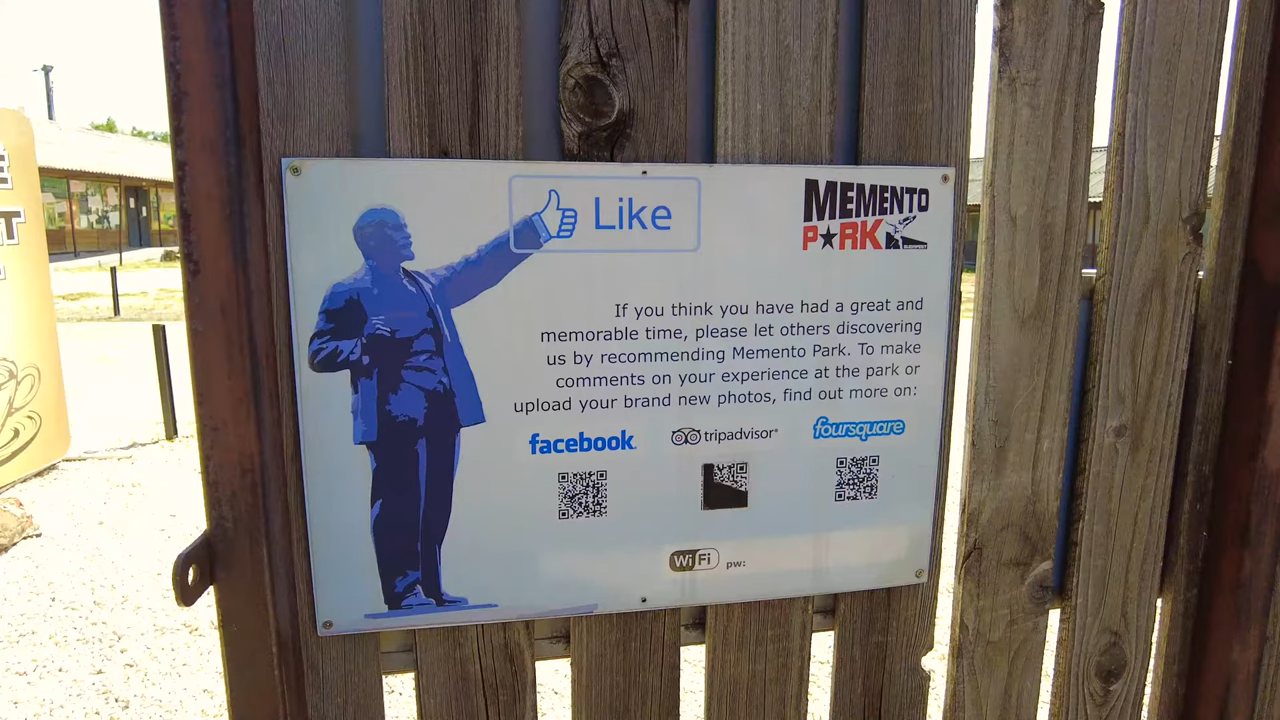 Like
MEMENTO
PARK
BUDAPEST
If you think you have had a great and
memorable time, please let others discovering
us by recommending Memento Park. To make
comments on your experience at the park or
upload your brand new photos, find out more on:
facebook.
tripadvisor®
foursquare
WiFi pw: